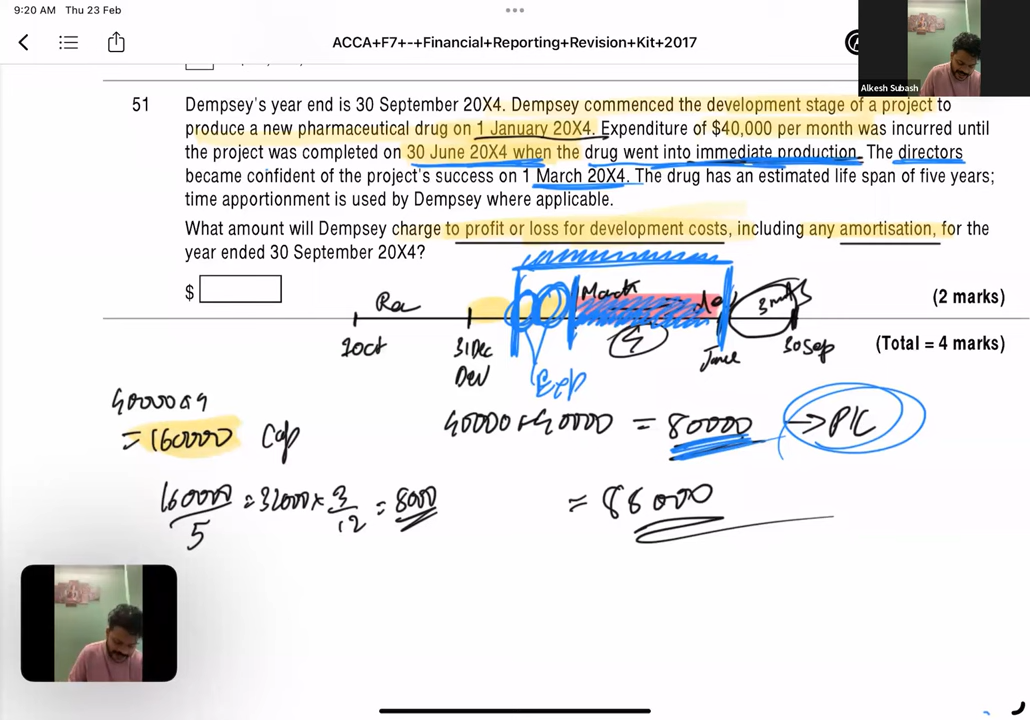 9:20 AM Thu 23 Feb
ACCA+F7+-+Financial+Reporting+Revision+Kit+2017
Alkesh Subash
51 Dempsey's year end is 30 September 20X4. Dempsey commenced the development stage of a project to
produce a new pharmaceutical drug on 1 January 20X4. Expenditure of $40,000 per month was incurred until
the project was completed on 30 June 20X4 when the drug went into immediate production. The directors
became confident of the project's success on 1 March 20X4. The drug has an estimated life span of five years;
time apportionment is used by Dempsey where applicable.
What amount will Dempsey charge to profit or loss for development costs, including any amortisation, for the
year ended 30 September 20X4?
$
(2 marks)
(Total = 4 marks)
March
June
30 Sep
31 Dec
Dev
Exp
= 160000 Cap
40000+40000 = 80000 → P/L
160000/5 = 32000 × 3/12 = 8000
= 88000